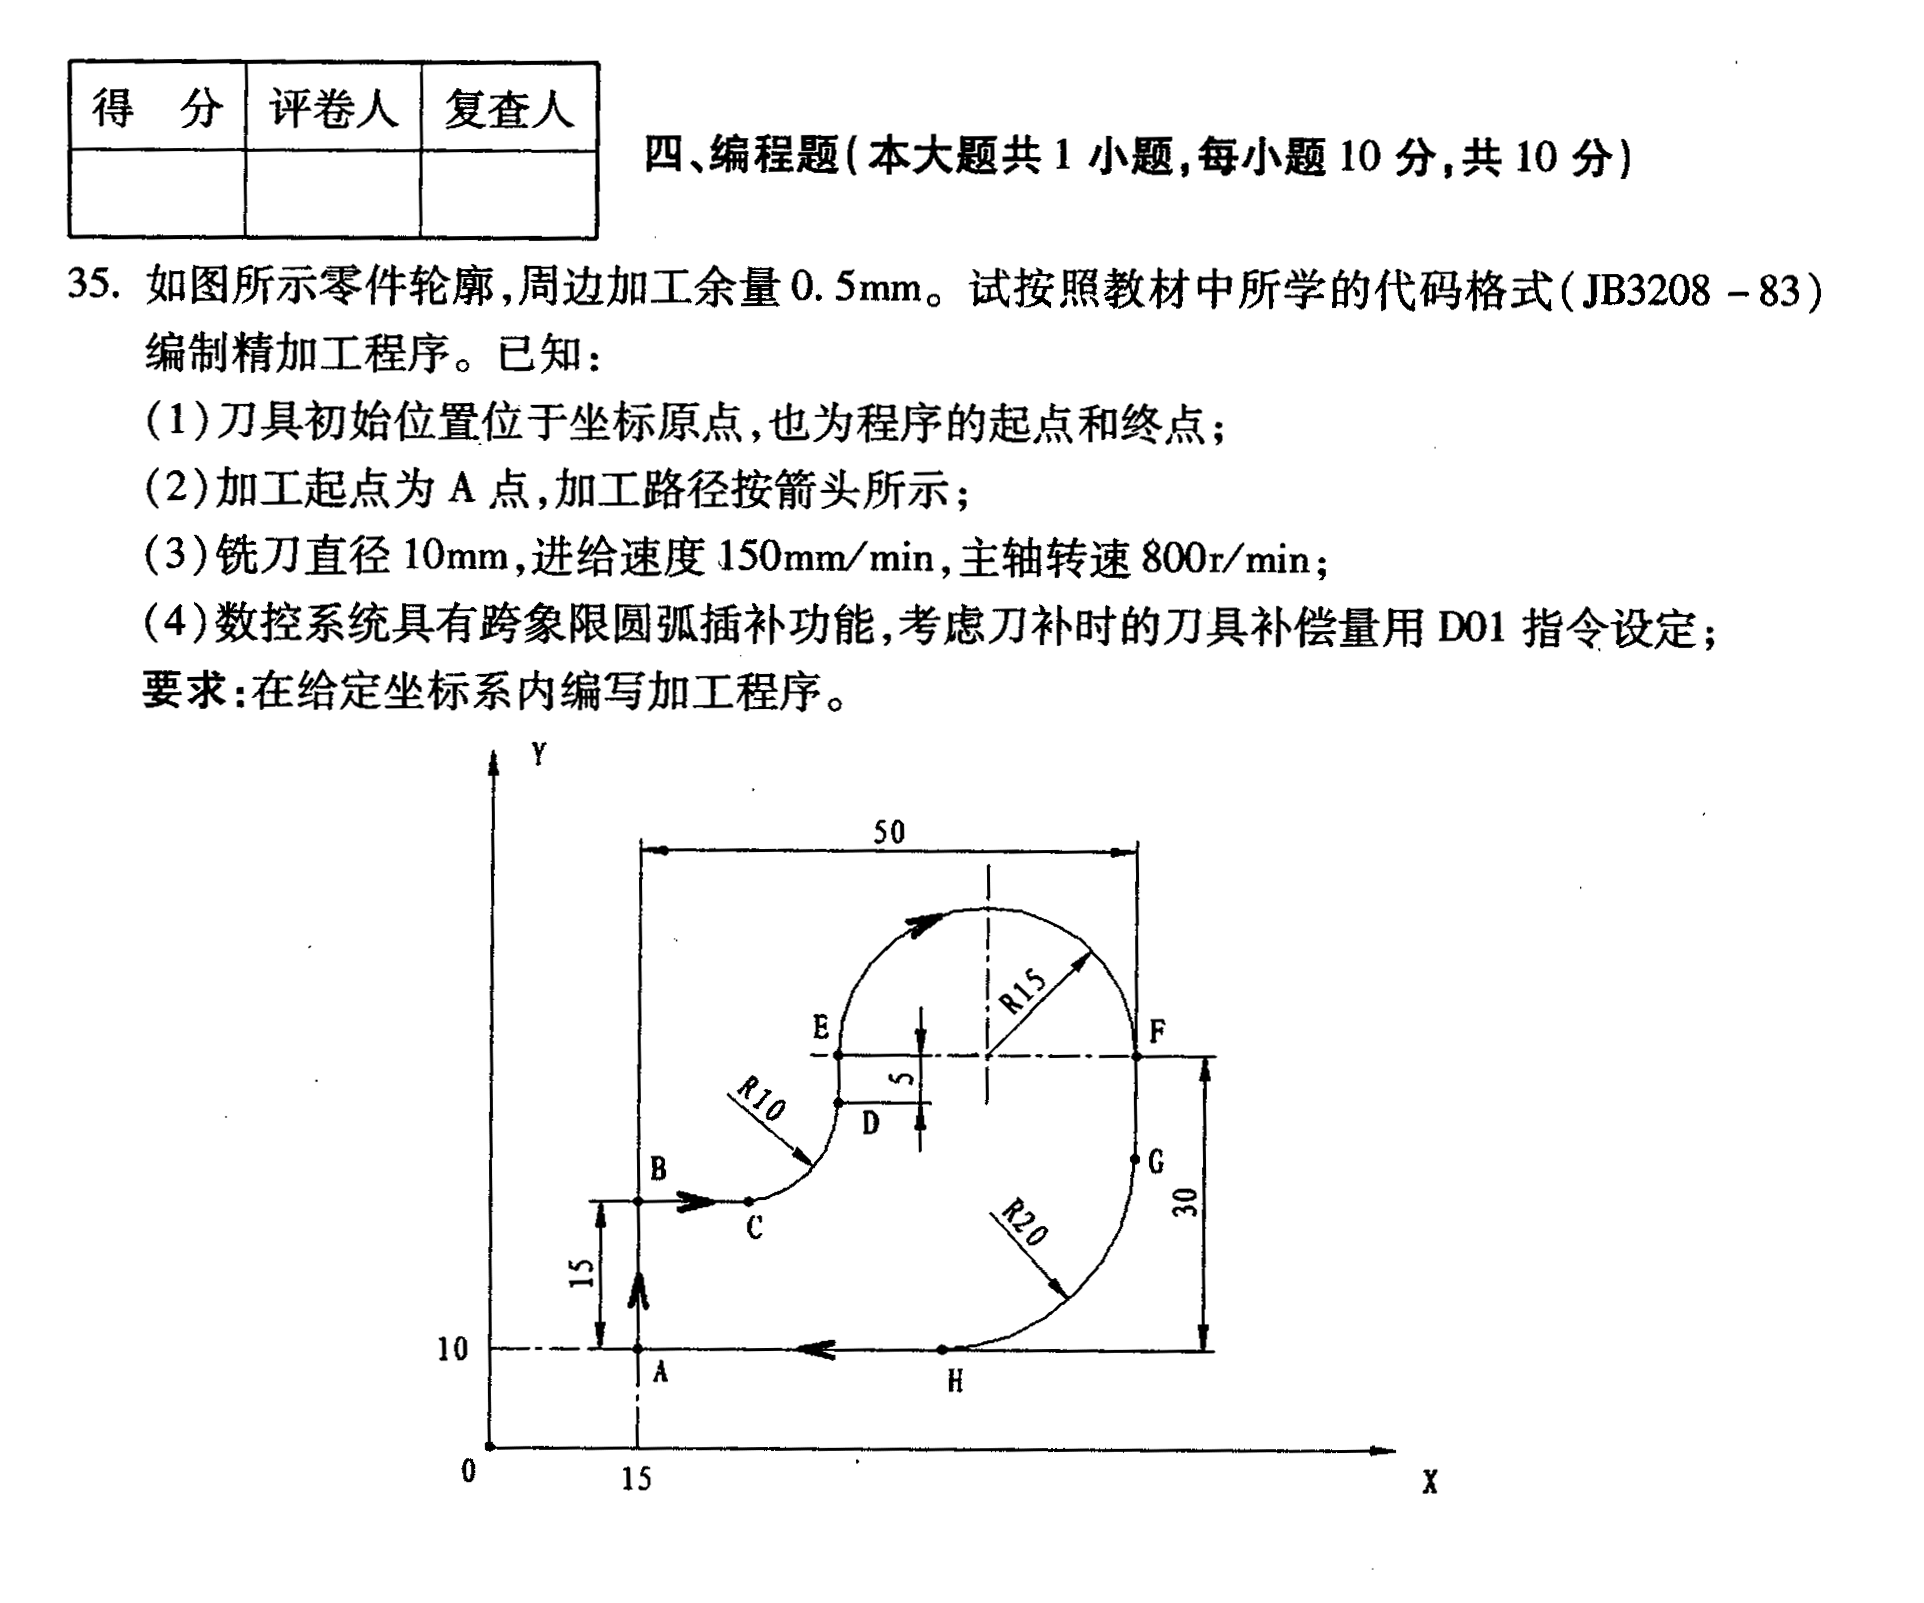 得 分 评卷人 复查人
四、编程题(本大题共1小题,每小题10分,共10分)
35. 如图所示零件轮廓,周边加工余量0.5mm。试按照教材中所学的代码格式(JB3208-83)
编制精加工程序。已知:
(1)刀具初始位置位于坐标原点,也为程序的起点和终点;
(2)加工起点为A点,加工路径按箭头所示;
(3)铣刀直径10mm,进给速度150mm/min,主轴转速800r/min;
(4)数控系统具有跨象限圆弧插补功能,考虑刀补时的刀具补偿量用D01指令设定;
要求:在给定坐标系内编写加工程序。
Y
50
R15
E
F
5
R10
D
B
G
C
R20
30
15
10
A
H
0
15
X